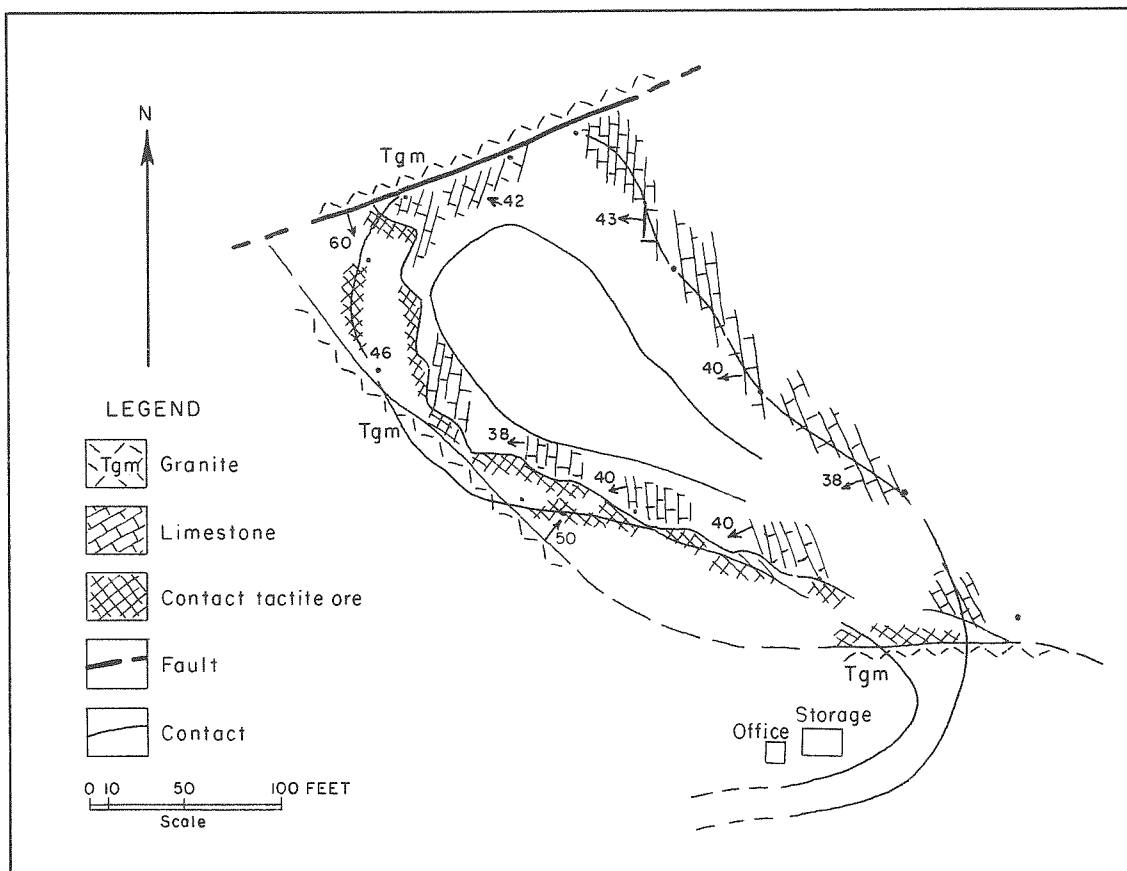 N
Tgm
42
43
60
46
40
Tgm
38
40
38
40
50
Tgm
Storage
Office
LEGEND
Tgm Granite
Limestone
Contact tactite ore
Fault
Contact
0 10 50 100 FEET
Scale